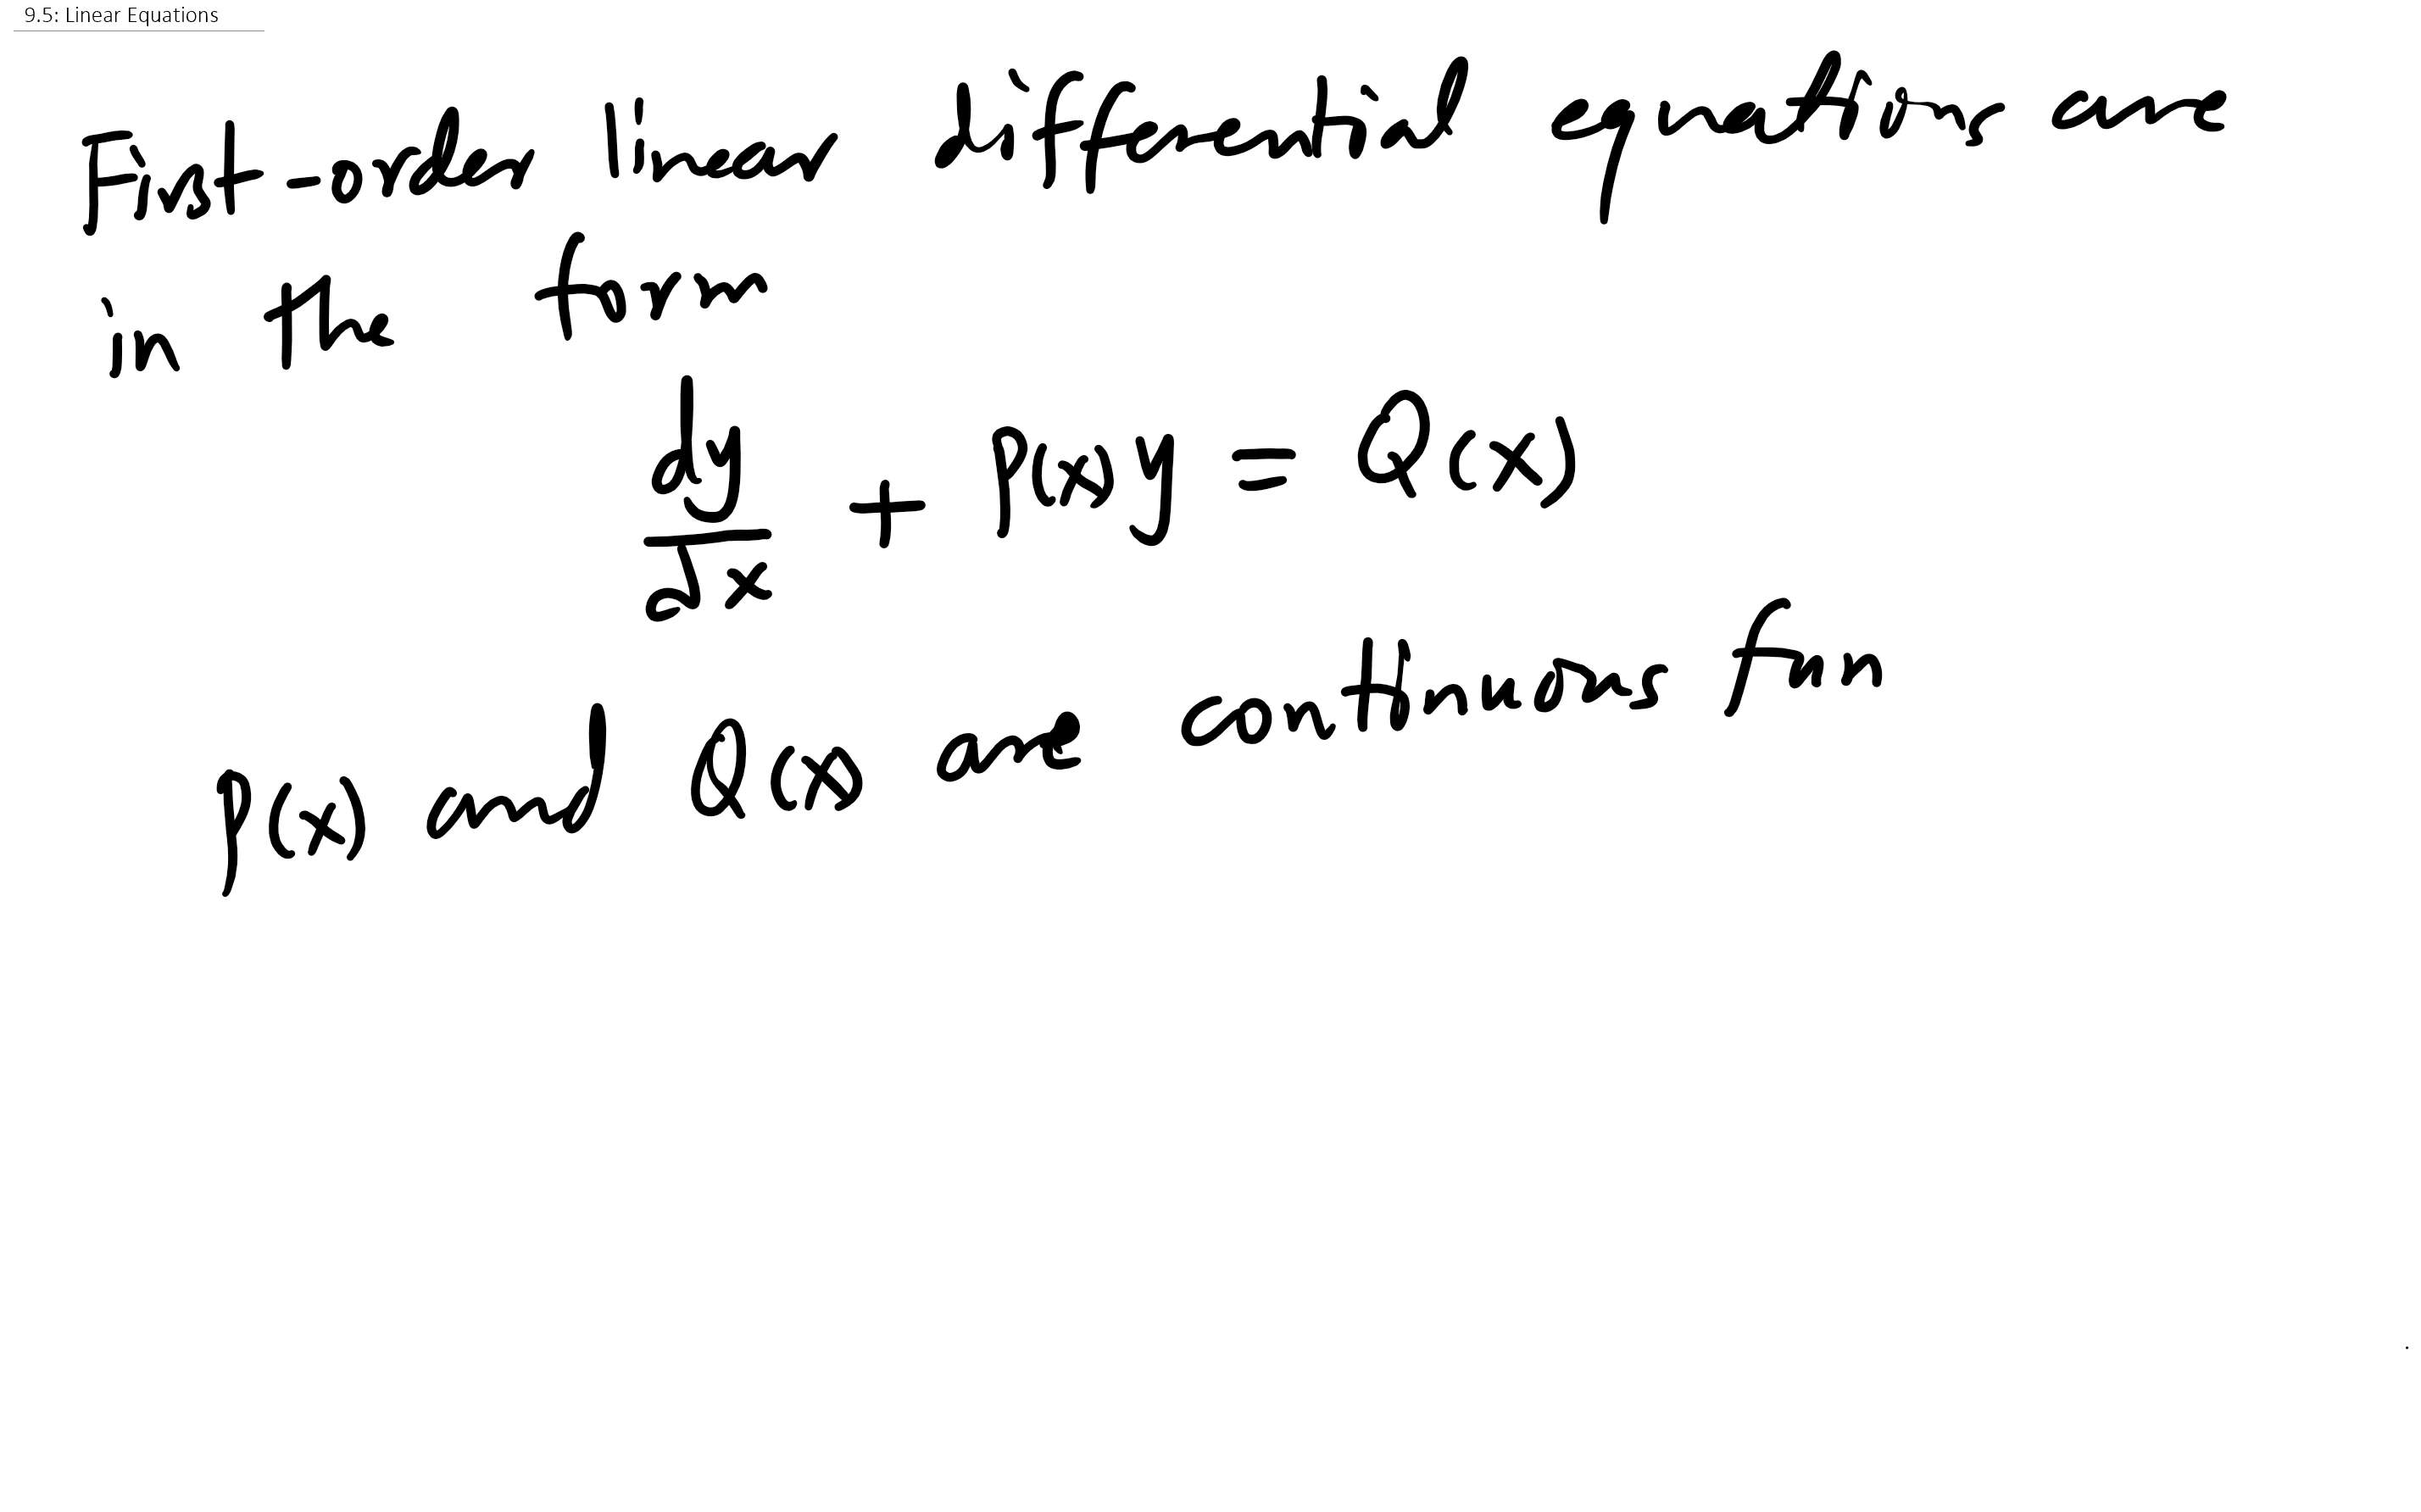 9.5: Linear Equations
First-order linear differential equations are
in the form
dy/dx + P(x)y = Q(x)
P(x) and Q(x) are continuous fun